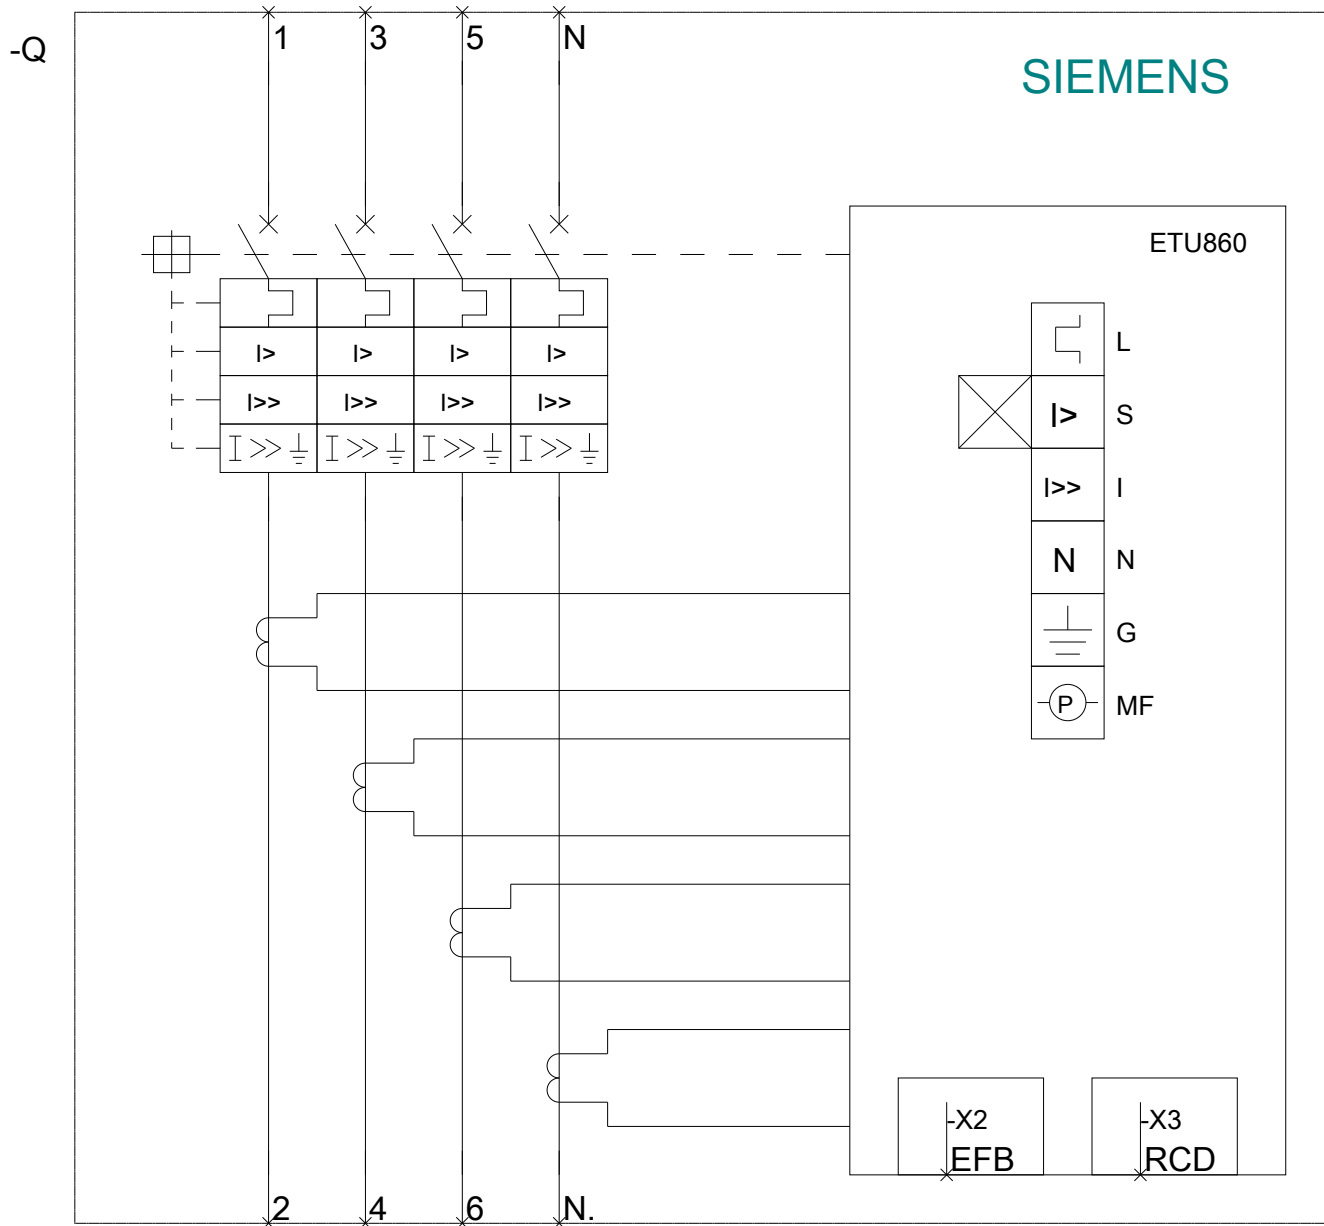 1 3 5 N
-Q
SIEMENS
ETU860
L
I> I> I> I>
I>> I>> I>> I>>
I >> I >> I >> I >>
I> S
I>> I
N N
G
P MF
-X2 -X3
EFB RCD
2 4 6 N.